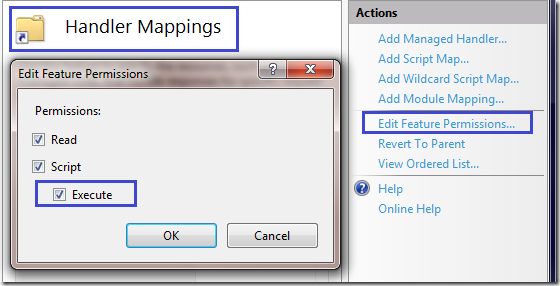 Handler Mappings
Edit Feature Permissions
?
Permissions:
Read
Script
Execute
OK
Cancel
Actions
Add Managed Handler...
Add Script Map...
Add Wildcard Script Map...
Add Module Mapping...
Edit Feature Permissions...
Revert To Parent
View Ordered List...
? Help
Online Help